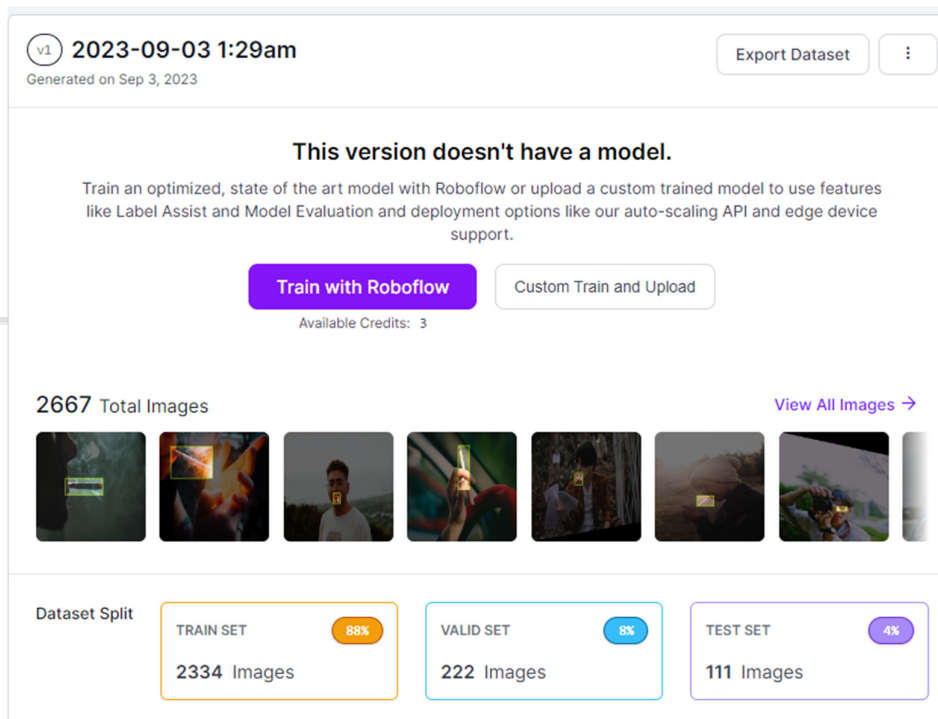 v1 2023-09-03 1:29am
Generated on Sep 3, 2023
Export Dataset
This version doesn't have a model.
Train an optimized, state of the art model with Roboflow or upload a custom trained model to use features
like Label Assist and Model Evaluation and deployment options like our auto-scaling API and edge device
support.
Train with Roboflow
Custom Train and Upload
Available Credits: 3
2667 Total Images
View All Images →
Dataset Split
TRAIN SET 88%
2334 Images
VALID SET 8%
222 Images
TEST SET 4%
111 Images